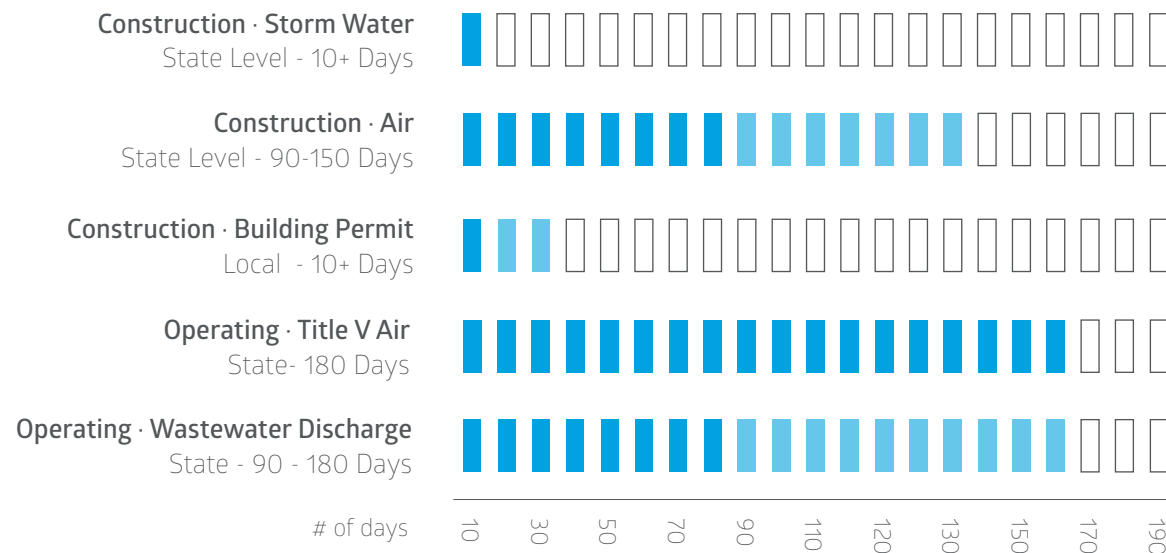 Construction · Storm Water
State Level - 10+ Days
Construction · Air
State Level - 90-150 Days
Construction · Building Permit
Local - 10+ Days
Operating · Title V Air
State- 180 Days
Operating · Wastewater Discharge
State - 90 - 180 Days
# of days 10 30 50 70 90 110 120 130 150 170 190